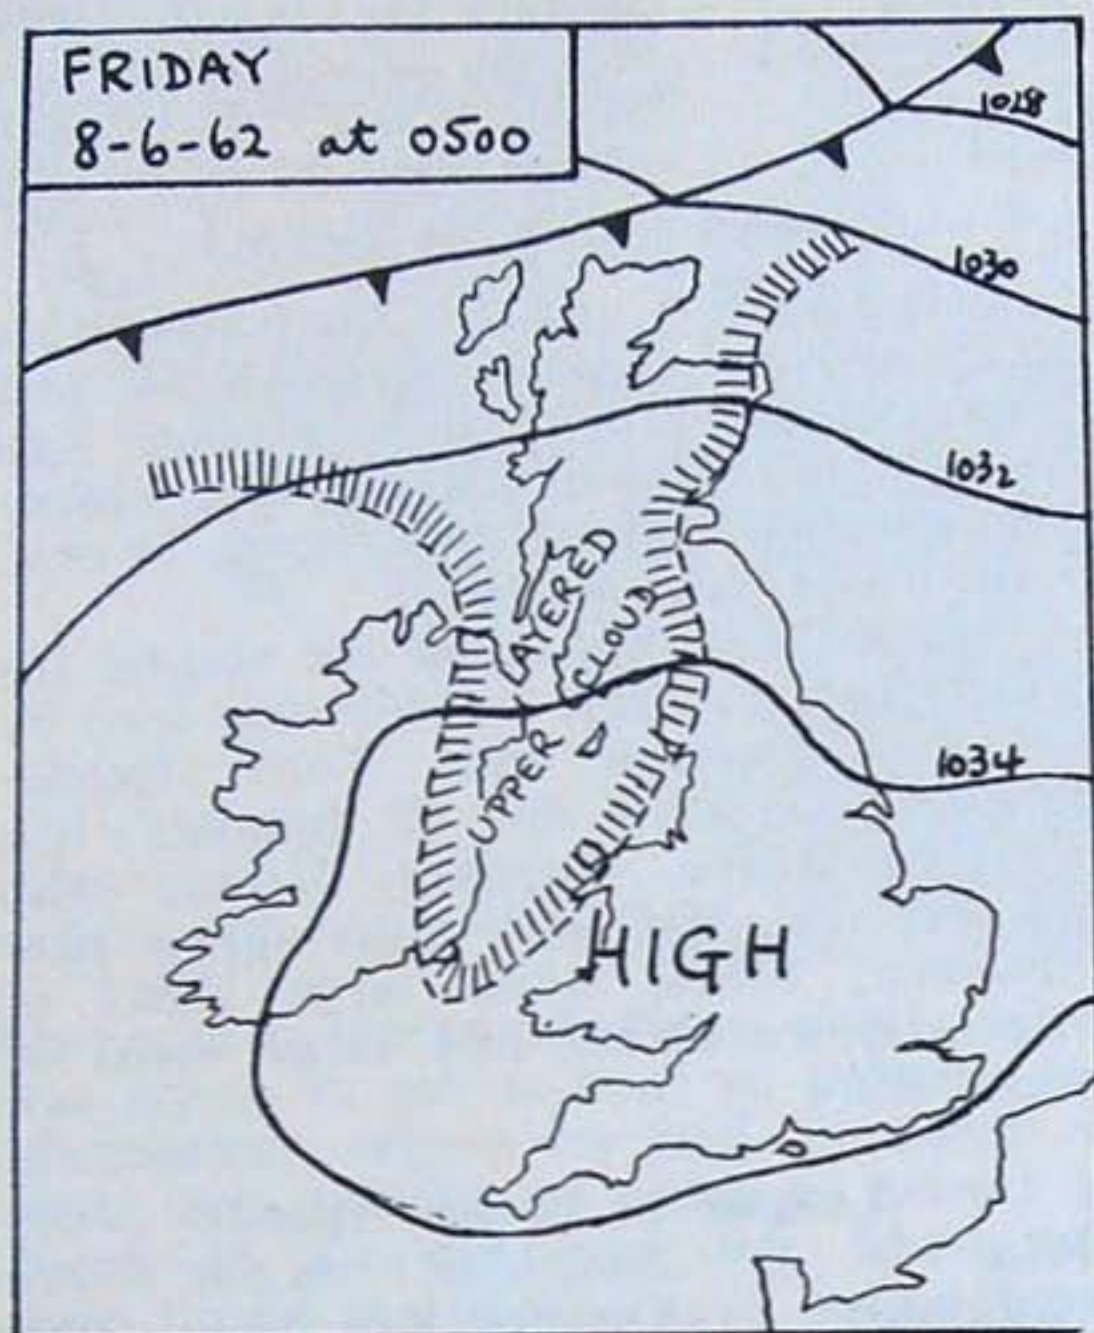 FRIDAY
8-6-62 at 0500
1028
1030
1032
LAYERED
CLOUD
UPPER
1034
HIGH